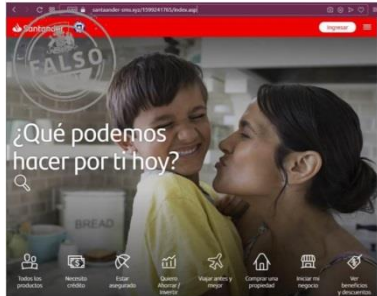 santaander-sms.xyz/1599241765/index.asp
Santander
Ingresar
FALSO
¿Qué podemos
hacer por ti hoy?
BREAD
Todos los
productos
Necesito
crédito
Estar
asegurado
Quiero
Ahorrar /
Invertir
Viajar antes y
mejor
Comprar una
propiedad
Iniciar mi
negocio
Ver
beneficios
y descuentos